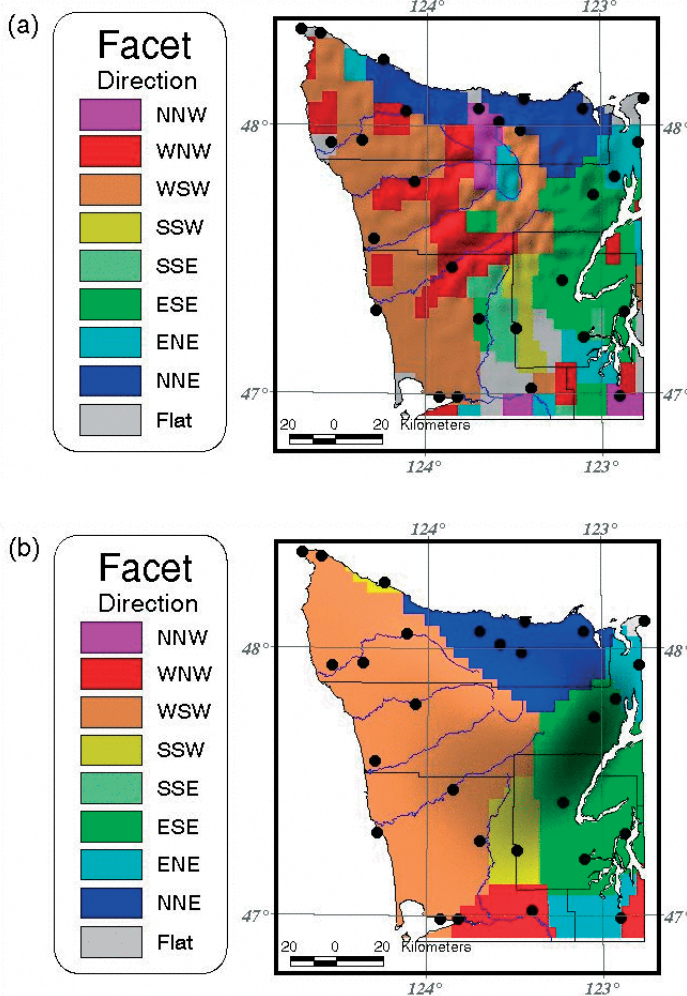 (a)
Facet
Direction
NNW
WNW
WSW
SSW
SSE
ESE
ENE
NNE
Flat
124° 123°
48° 48°
47° 47°
20 0 20 Kilometers
124° 123°
(b)
Facet
Direction
NNW
WNW
WSW
SSW
SSE
ESE
ENE
NNE
Flat
124° 123°
48° 48°
47° 47°
20 0 20 Kilometers
124° 123°